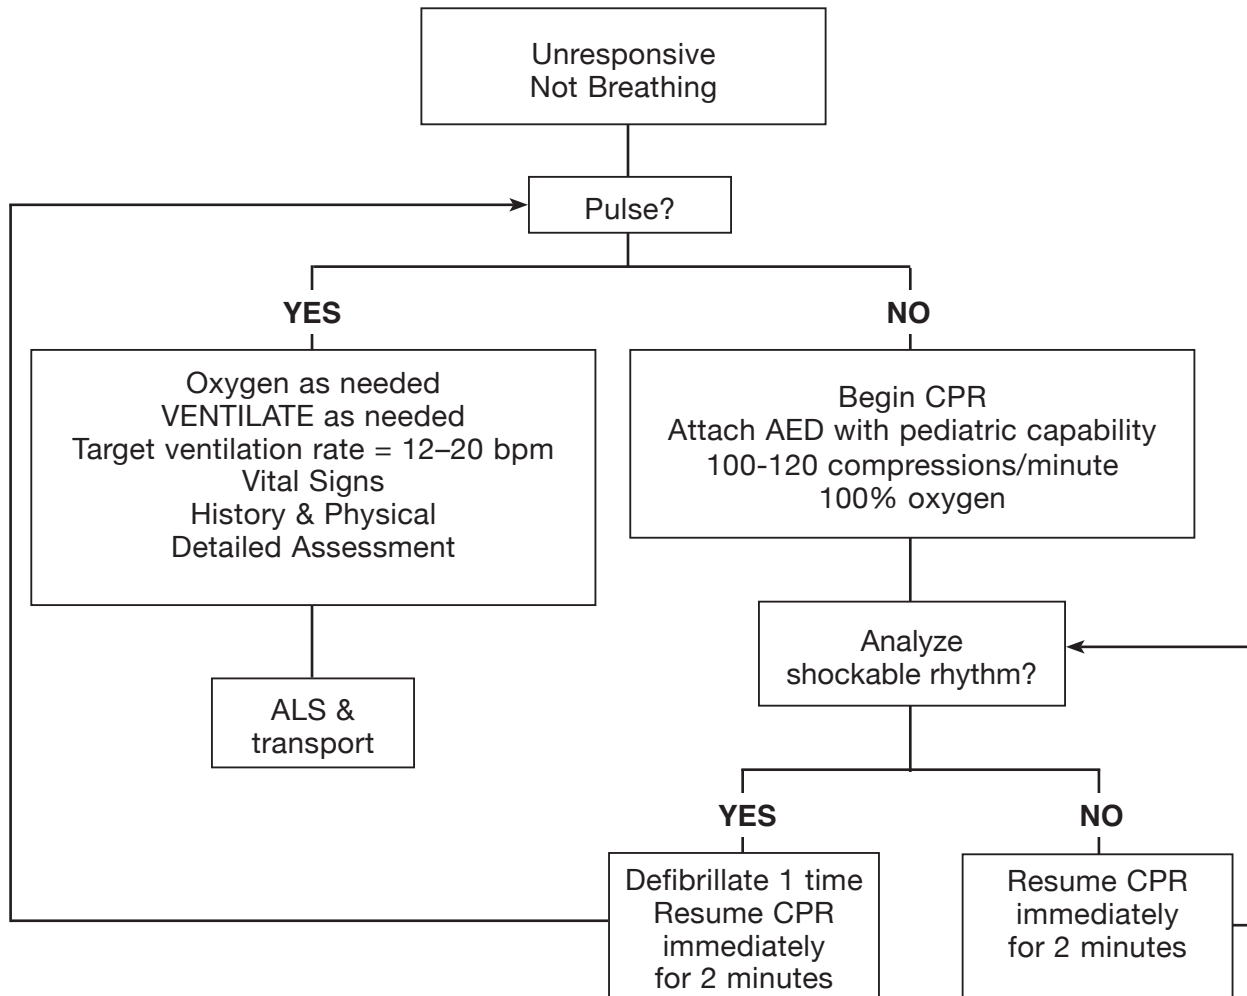 Unresponsive
Not Breathing
Pulse?
YES
NO
Oxygen as needed
VENTILATE as needed
Target ventilation rate = 12–20 bpm
Vital Signs
History & Physical
Detailed Assessment
Begin CPR
Attach AED with pediatric capability
100-120 compressions/minute
100% oxygen
Analyze
shockable rhythm?
ALS &
transport
YES
NO
Defibrillate 1 time
Resume CPR
immediately
for 2 minutes
Resume CPR
immediately
for 2 minutes